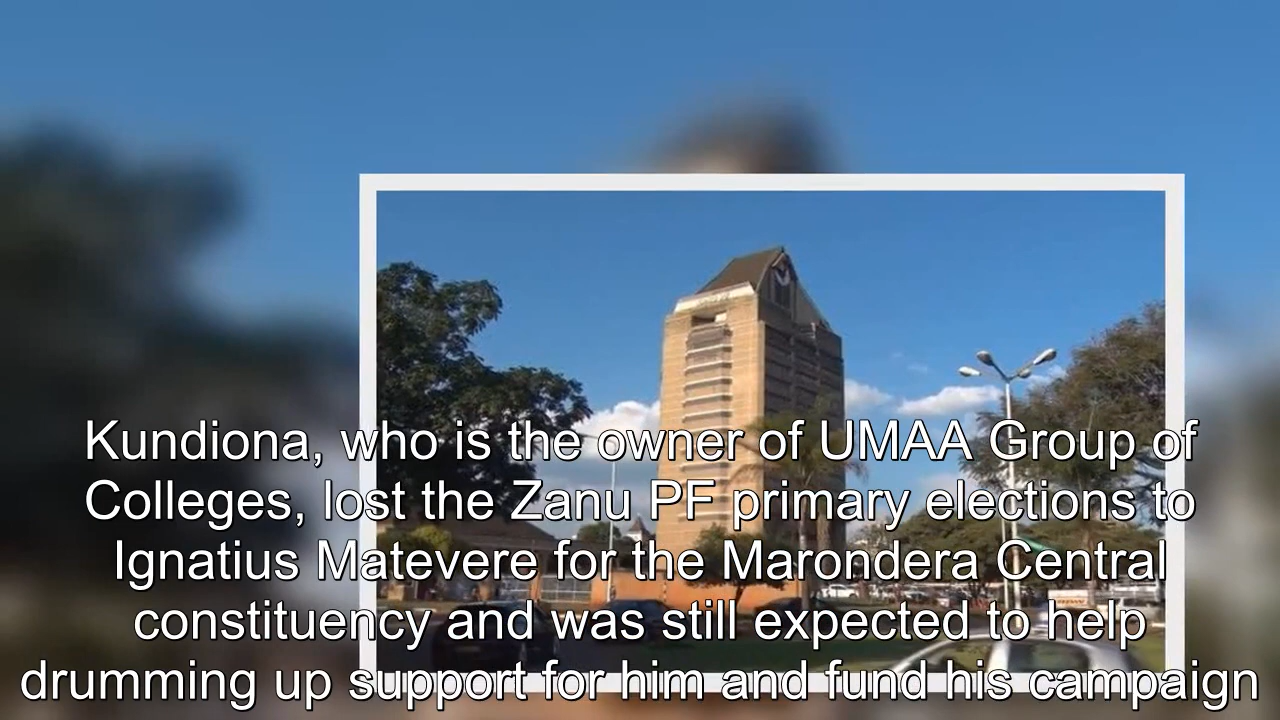 Kundiona, who is the owner of UMAA Group of
Colleges, lost the Zanu PF primary elections to
Ignatius Matevere for the Marondera Central
constituency and was still expected to help
drumming up support for him and fund his campaign